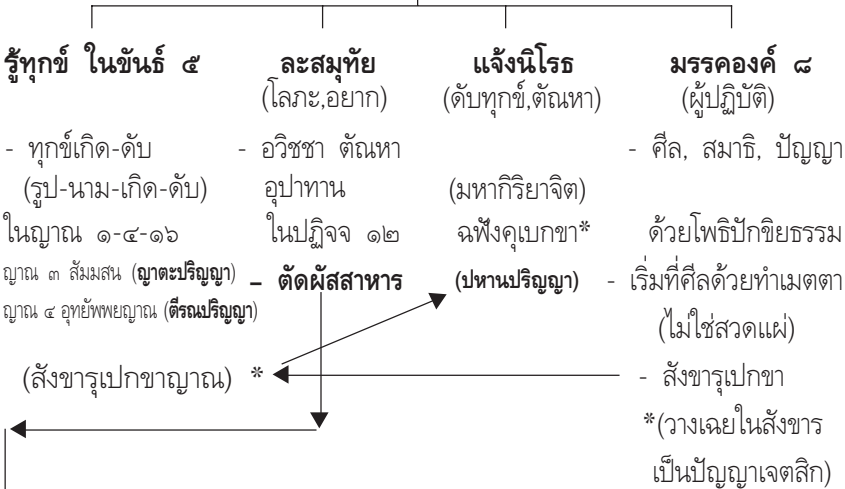 รู้ทุกข์ ในขันธ์ ๕
ละสมุทัย
แจ้งนิโรธ
มรรคองค์ ๘
(โลภะ,อยาก)
(ดับทุกข์,ตัณหา)
(ผู้ปฏิบัติ)
- ทุกข์เกิด-ดับ
(รูป-นาม-เกิด-ดับ)
ในญาณ ๑-๔-๑๖
ญาณ ๓ สัมมสน (ญาตะปริญญา)
ญาณ ๔ อุทยัพพยญาณ (ตีรณปริญญา)
(สังขารุเปกขาญาณ) *
- อวิชชา ตัณหา
อุปาทาน
ในปฏิจจ ๑๒
- ตัดผัสสาหาร
(มหากิริยาจิต)
ฉฬังคุเบกขา*
(ปหานปริญญา)
- ศีล, สมาธิ, ปัญญา
ด้วยโพธิปักขิยธรรม
- เริ่มที่ศีลด้วยทำเมตตา
(ไม่ใช่สวดแผ่)
- สังขารุเปกขา
*(วางเฉยในสังขาร
เป็นปัญญาเจตสิก)